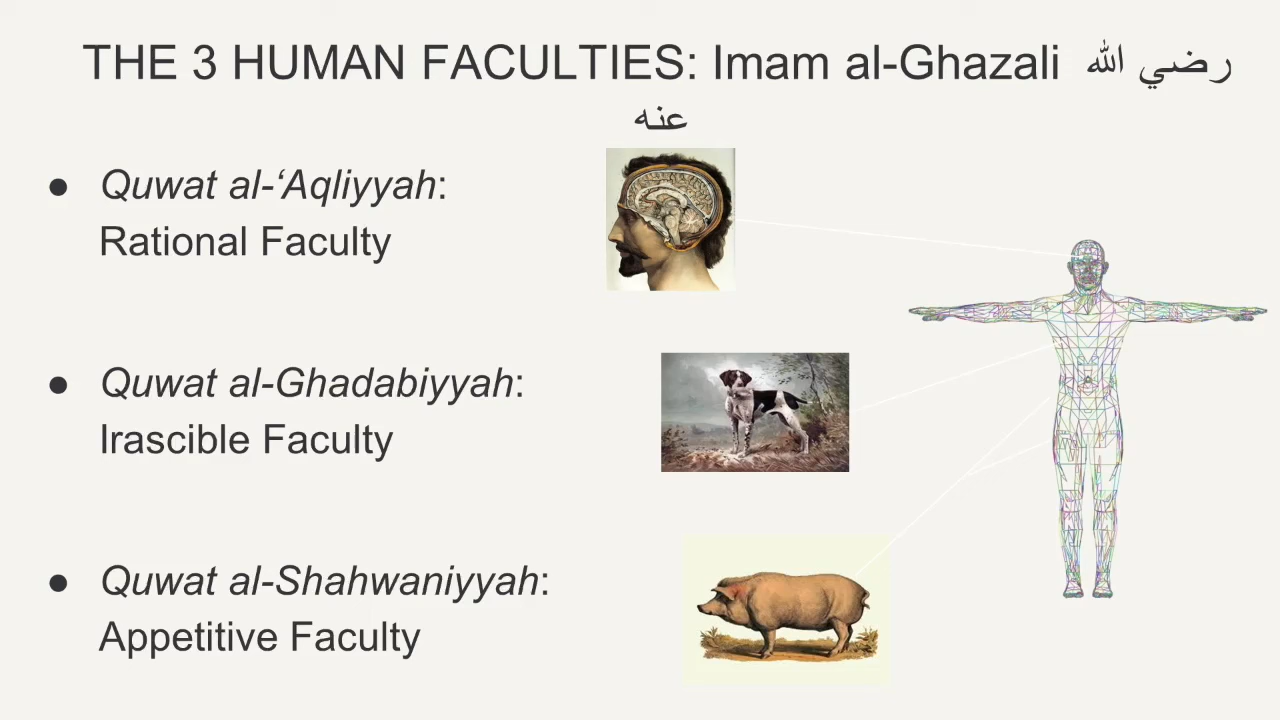 THE 3 HUMAN FACULTIES: Imam al-Ghazali رضي الله
عنه
● Quwat al-‘Aqliyyah:
Rational Faculty
● Quwat al-Ghadabiyyah:
Irascible Faculty
● Quwat al-Shahwaniyyah:
Appetitive Faculty